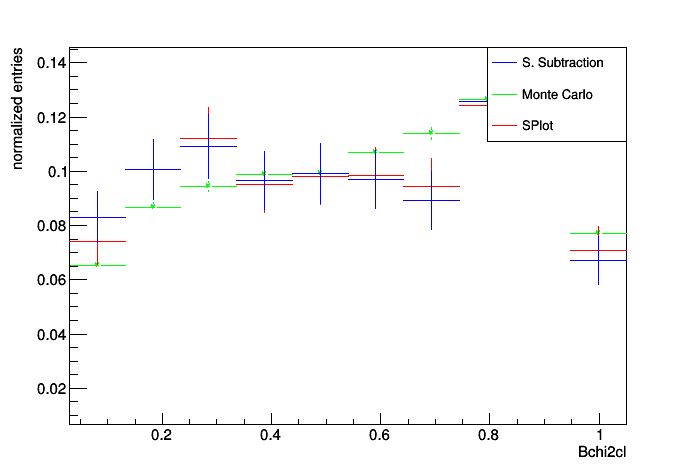 normalized entries
0.14
0.12
0.1
0.08
0.06
0.04
0.02
S. Subtraction
Monte Carlo
SPlot
0.2
0.4
0.6
0.8
1
Bchi2cl